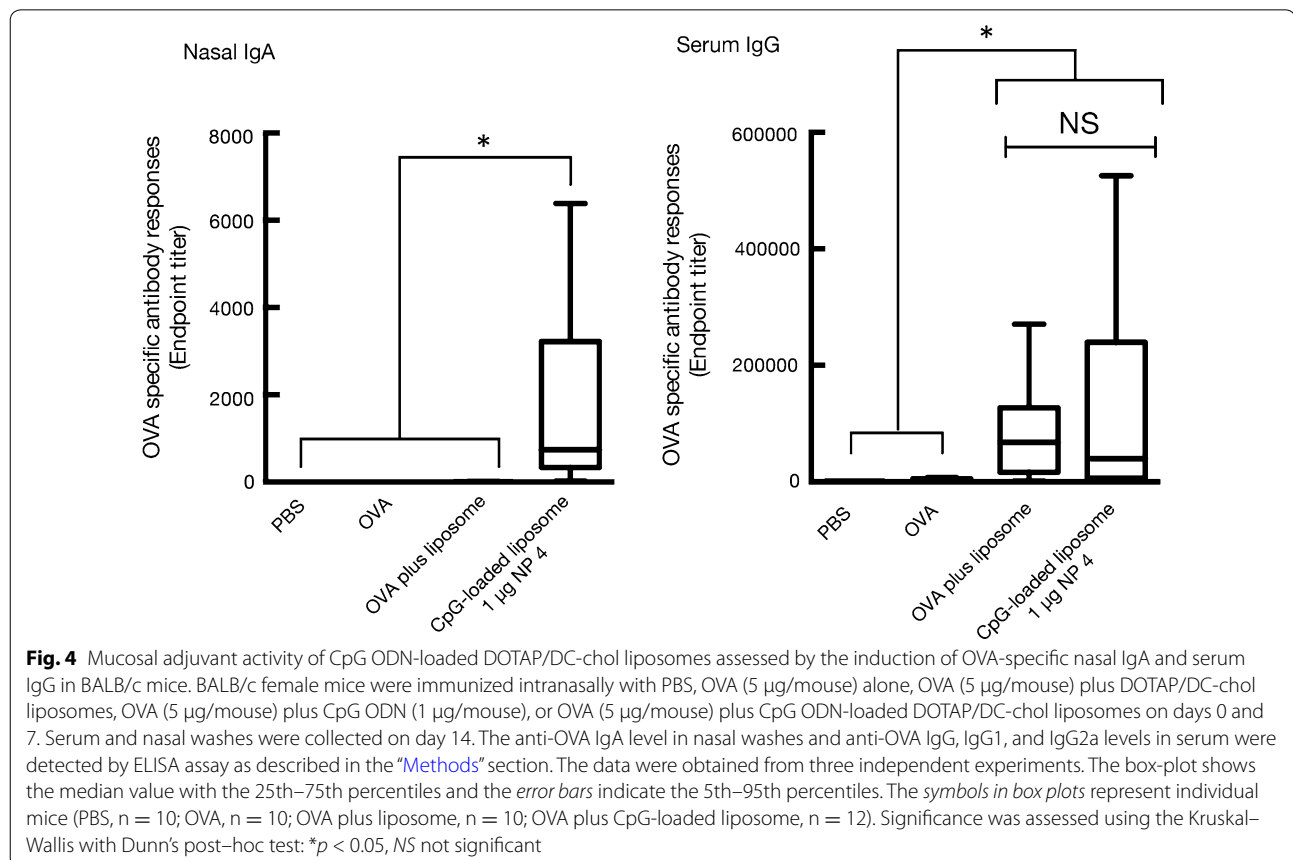 Nasal IgA
*
OVA specific antibody responses
(Endpoint titer)
8000
6000
4000
2000
0
PBS
OVA
OVA plus liposome
CpG-loaded liposome
1 µg NP 4
Serum IgG
*
NS
OVA specific antibody responses
(Endpoint titer)
600000
400000
200000
0
PBS
OVA
OVA plus liposome
CpG-loaded liposome
1 µg NP 4
Fig. 4 Mucosal adjuvant activity of CpG ODN-loaded DOTAP/DC-chol liposomes assessed by the induction of OVA-specific nasal IgA and serum
IgG in BALB/c mice. BALB/c female mice were immunized intranasally with PBS, OVA (5 µg/mouse) alone, OVA (5 µg/mouse) plus DOTAP/DC-chol
liposomes, OVA (5 µg/mouse) plus CpG ODN (1 µg/mouse), or OVA (5 µg/mouse) plus CpG ODN-loaded DOTAP/DC-chol liposomes on days 0 and
7. Serum and nasal washes were collected on day 14. The anti-OVA IgA level in nasal washes and anti-OVA IgG, IgG1, and IgG2a levels in serum were
detected by ELISA assay as described in the “Methods” section. The data were obtained from three independent experiments. The box-plot shows
the median value with the 25th–75th percentiles and the error bars indicate the 5th–95th percentiles. The symbols in box plots represent individual
mice (PBS, n = 10; OVA, n = 10; OVA plus liposome, n = 10; OVA plus CpG-loaded liposome, n = 12). Significance was assessed using the Kruskal–
Wallis with Dunn’s post–hoc test: *p < 0.05, NS not significant